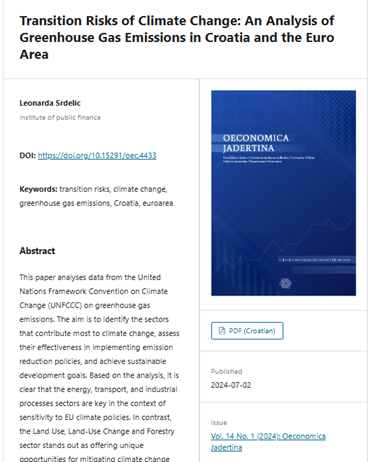 Transition Risks of Climate Change: An Analysis of
Greenhouse Gas Emissions in Croatia and the Euro
Area
Leonarda Srdelic
Institute of public finance
DOI: https://doi.org/10.15291/oec.4433
Keywords: transition risks, climate change,
greenhouse gas emissions, Croatia, euroarea
Abstract
This paper analyses data from the United
Nations Framework Convention on Climate
Change (UNFCCC) on greenhouse gas
emissions. The aim is to identify the sectors
that contribute most to climate change, assess
their effectiveness in implementing emission
reduction policies, and achieve sustainable
development goals. Based on the analysis, it is
clear that the energy, transport, and industrial
processes sectors are key in the context of
sensitivity to EU climate policies. In contrast,
the Land Use, Land-Use Change and Forestry
sector stands out as offering unique
opportunities for mitigating climate change
OECONOMICA
JADERTINA
PDF (Croatian)
Published
2024-07-02
Issue
Vol. 14 No. 1 (2024): Oeconomica
Jadertina